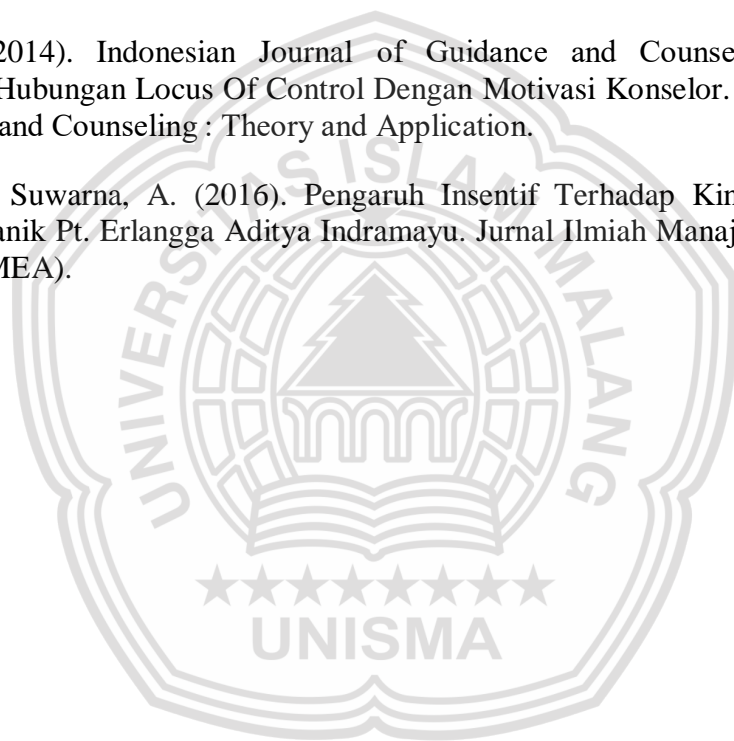 2014). Indonesian Journal of Guidance and Counse
Hubungan Locus Of Control Dengan Motivasi Konselor.
and Counseling : Theory and Application.
Suwarna, A. (2016). Pengaruh Insentif Terhadap Kin
anik Pt. Erlangga Aditya Indramayu. Jurnal Ilmiah Manaj
MEA).
UNIVERSITAS ISLAM MALANG
UNISMA